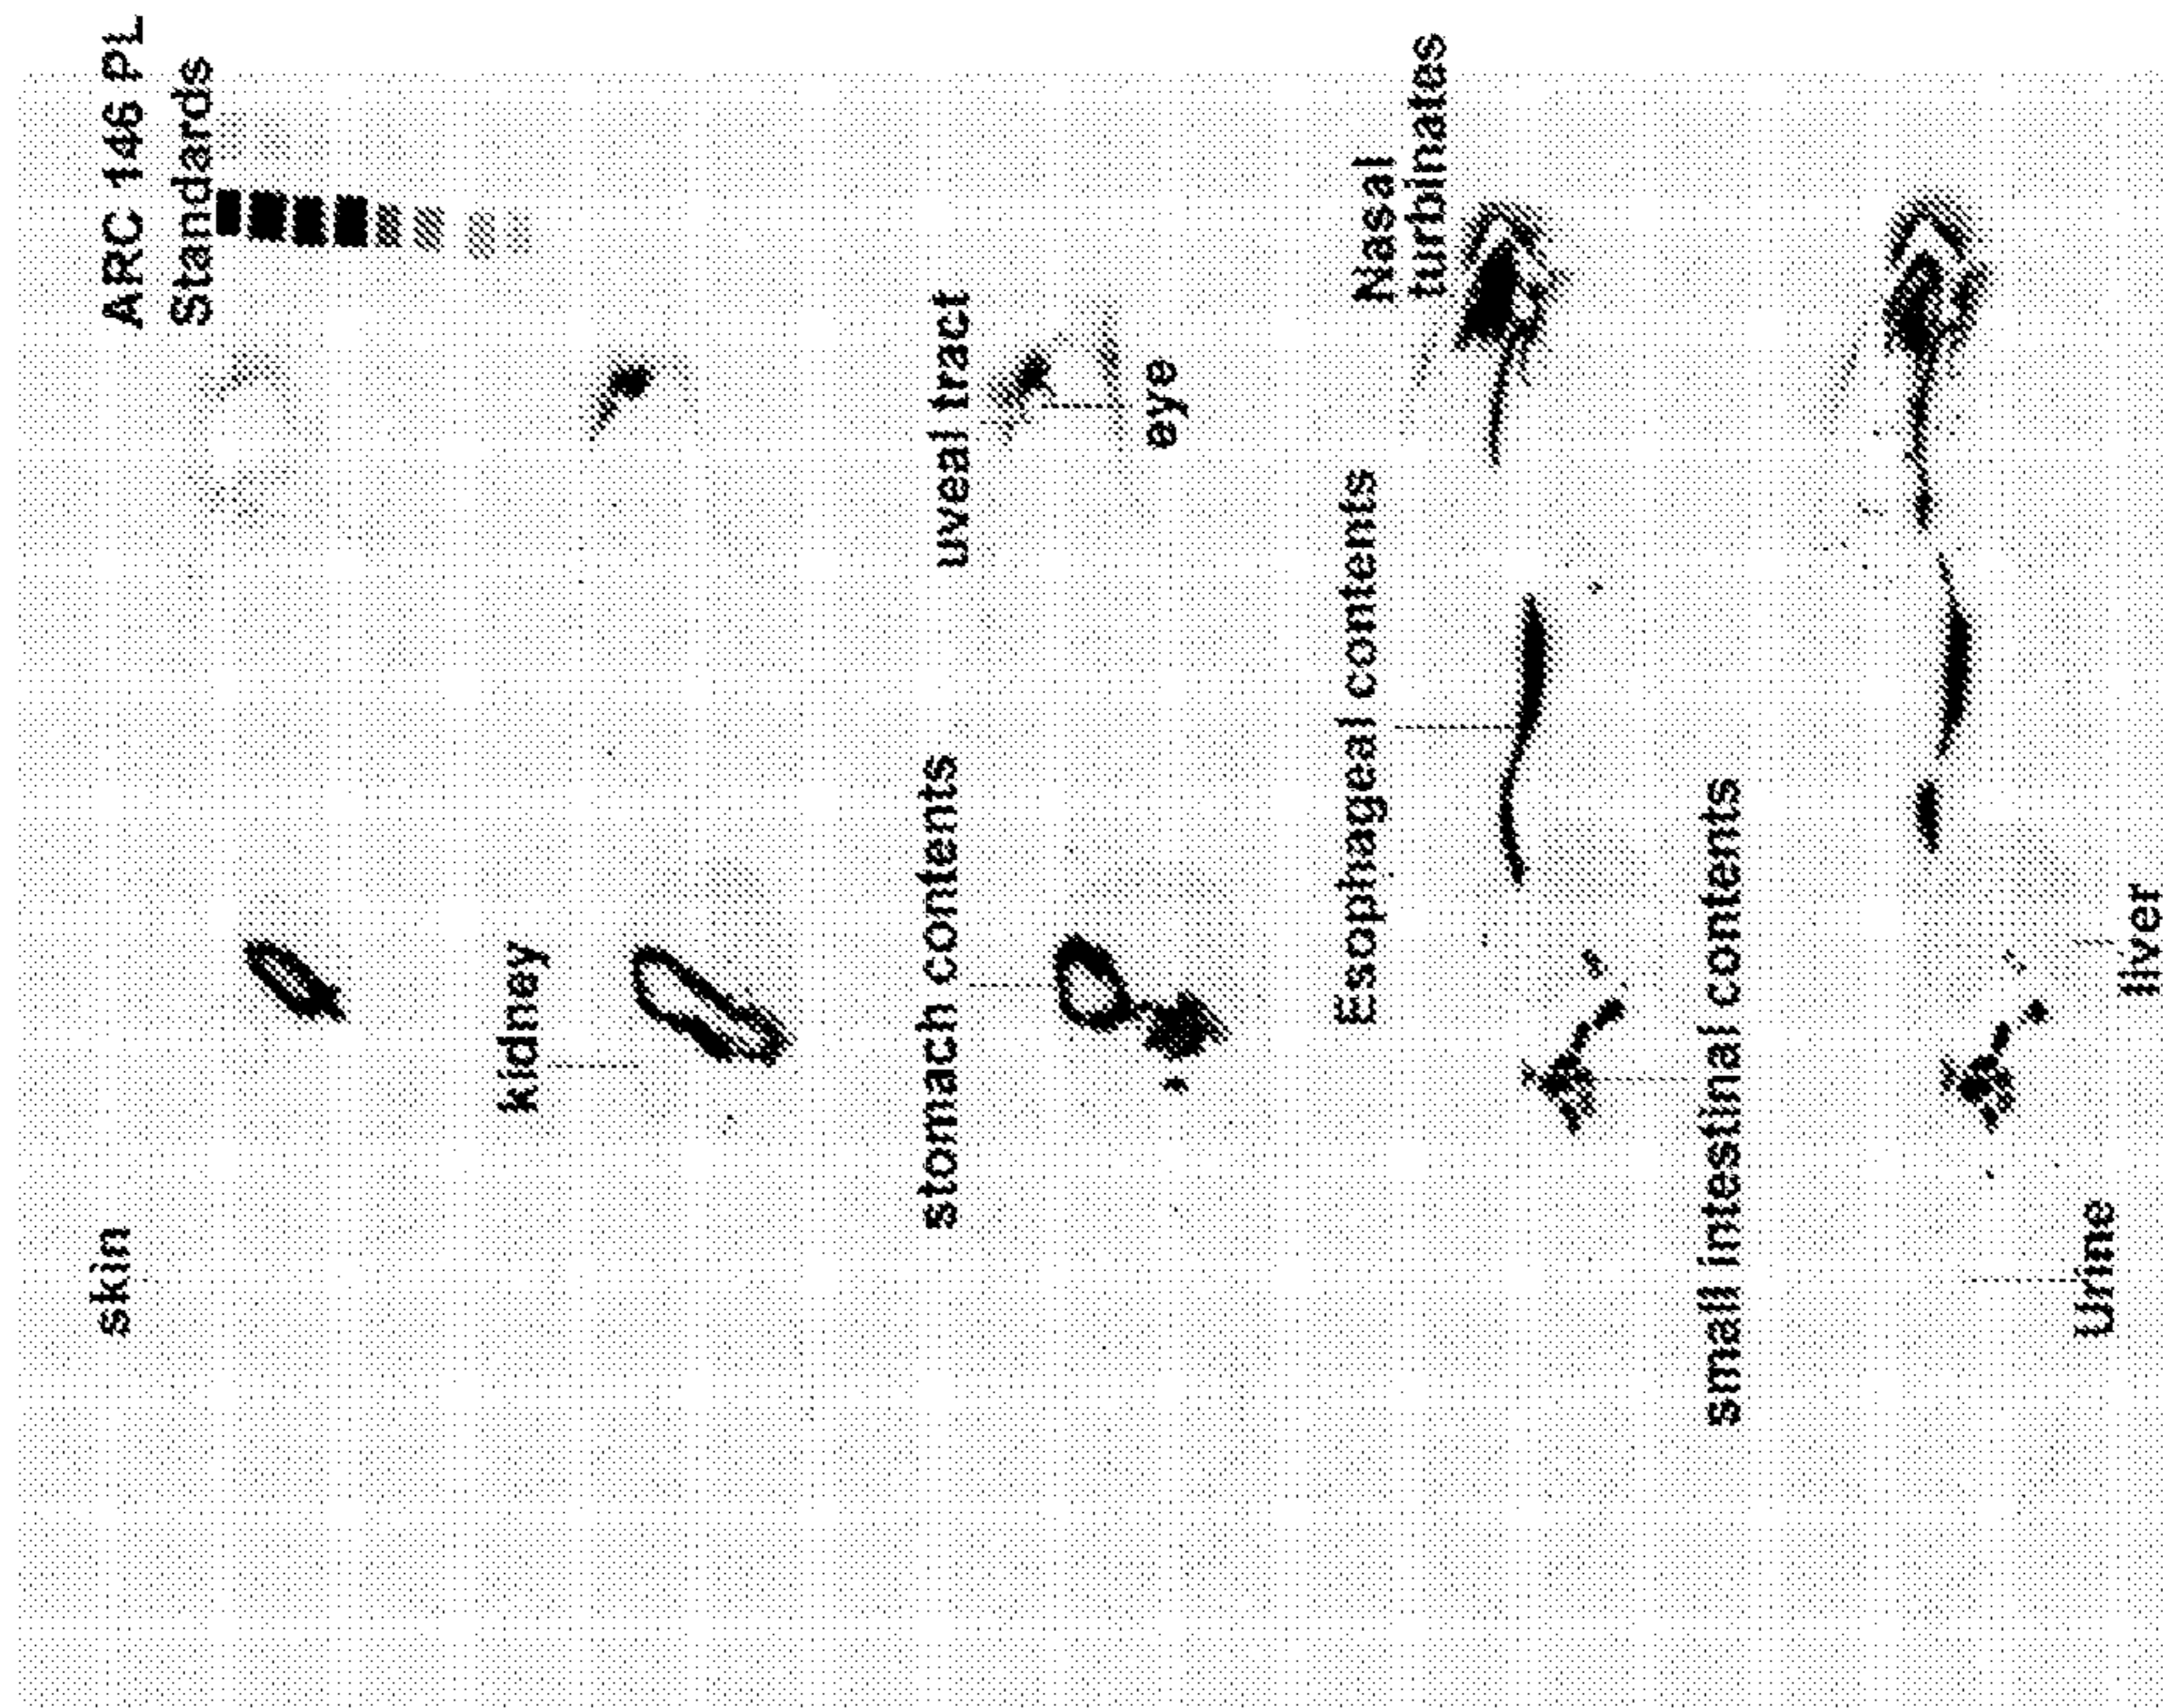 ARC 146 PL
Standards
skin
kidney
uveal tract
eye
stomach contents
Nasal
turbinates
Esophageal contents
small intestinal contents
liver
Urine